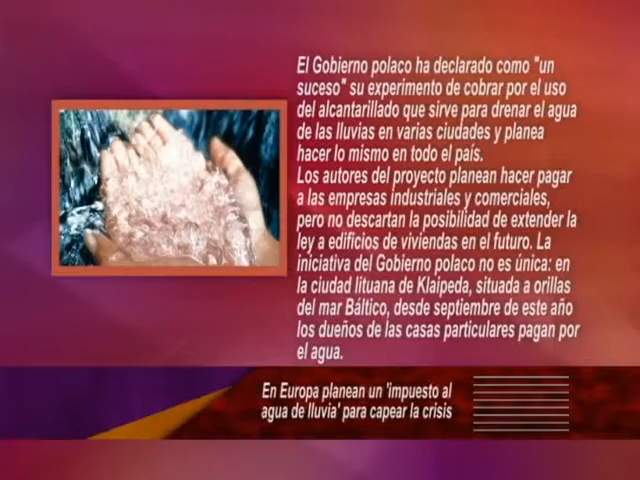 El Gobierno polaco ha declarado como "un
suceso" su experimento de cobrar por el uso
del alcantarillado que sirve para drenar el agua
de las lluvias en varias ciudades y planea
hacer lo mismo en todo el país.
Los autores del proyecto planean hacer pagar
a las empresas industriales y comerciales,
pero no descartan la posibilidad de extender la
ley a edificios de viviendas en el futuro. La
iniciativa del Gobierno polaco no es única: en
la ciudad lituana de Klaipeda, situada a orillas
del mar Báltico, desde septiembre de este año
los dueños de las casas particulares pagan por
el agua.
En Europa planean un 'impuesto al
agua de lluvia' para capear la crisis